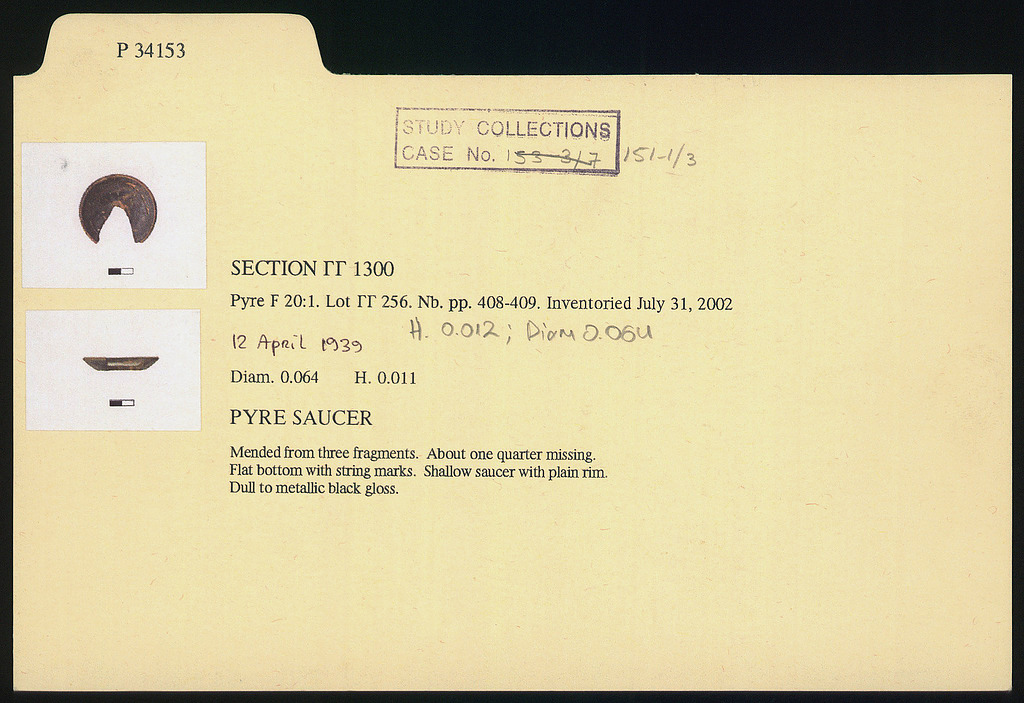 P 34153
STUDY COLLECTIONS
CASE No. 153-3/7 151-1/3
SECTION ΓΓ 1300
Pyre F 20:1. Lot ΓΓ 256. Nb. pp. 408-409. Inventoried July 31, 2002
H. 0.012; Diam 0.064
12 April 1939
Diam. 0.064 H. 0.011
PYRE SAUCER
Mended from three fragments. About one quarter missing.
Flat bottom with string marks. Shallow saucer with plain rim.
Dull to metallic black gloss.